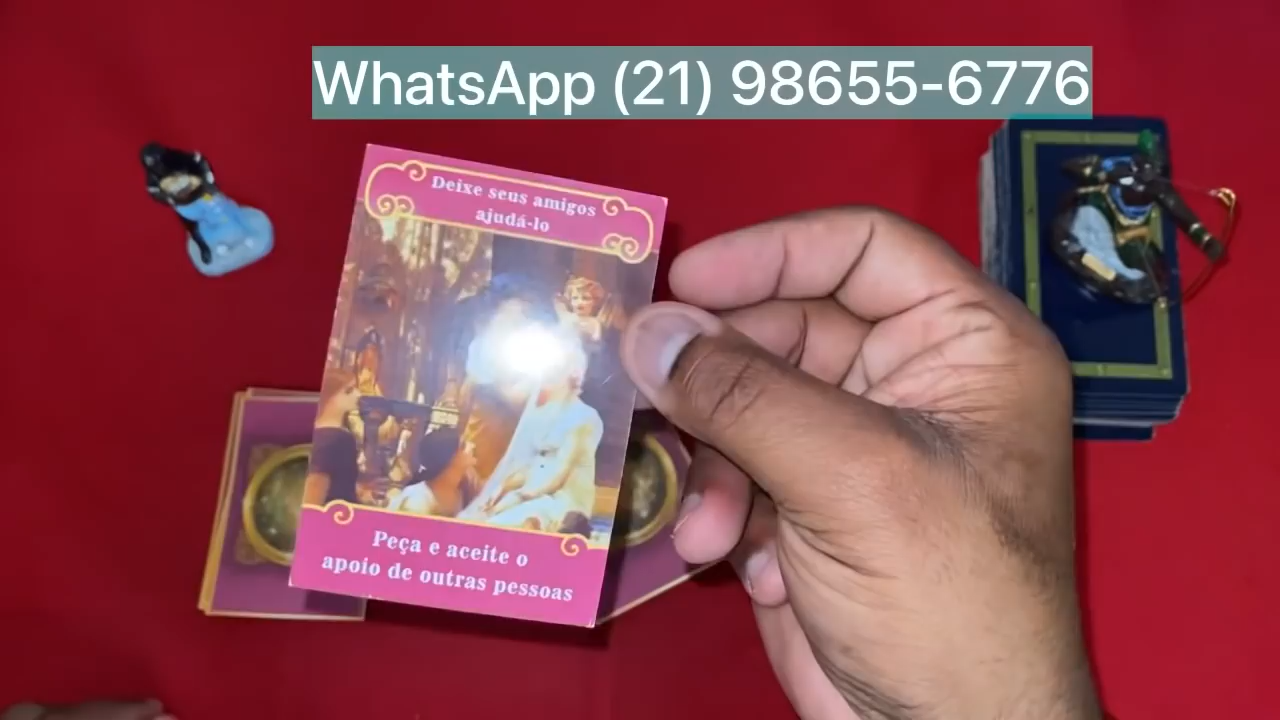 WhatsApp (21) 98655-6776
Deixe seus amigos
ajudá-lo
Peça e aceite o
apoio de outras pessoas